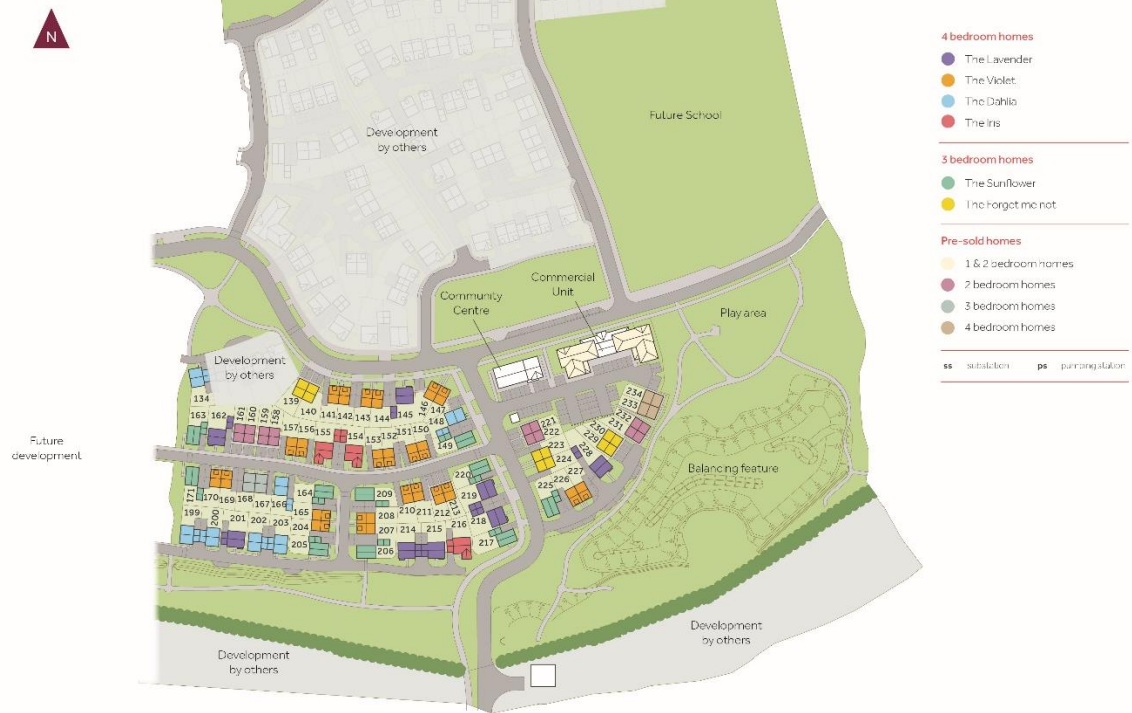 N
4 bedroom homes
The Lavender
The Violet
The Dahlia
The Iris
3 bedroom homes
The Sunflower
The Forget me not
Pre-sold homes
1 & 2 bedroom homes
2 bedroom homes
3 bedroom homes
4 bedroom homes
ss substation ps pumping station
Future School
Development
by others
Commercial
Unit
Community
Centre
Play area
Development
by others
Future
development
Balancing feature
Development
by others
Development
by others
134
139
140
141
142
143
144
145
146
147
148
149
163
162
161
160
159
158
157
156
155
154
153
152
151
150
171
170
169
168
167
166
164
165
199
200
201
202
203
204
205
209
208
207
206
210
211
212
213
214
215
216
217
218
219
220
221
222
223
224
225
226
227
228
229
230
231
232
233
234